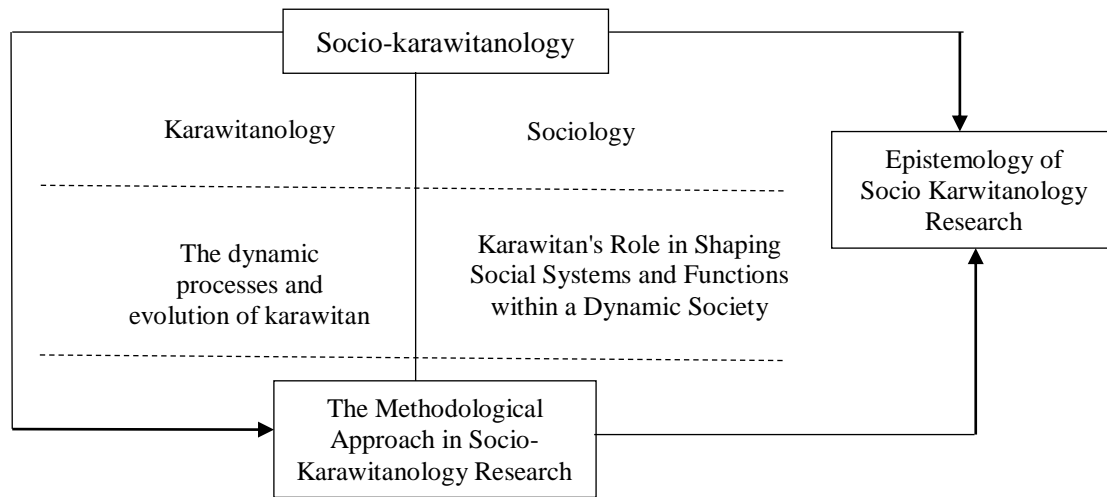 Socio-karawitanology
Karawitanology
Sociology
Epistemology of
Socio Karwitanology
Research
The dynamic
processes and
evolution of karawitan
Karawitan's Role in Shaping
Social Systems and Functions
within a Dynamic Society
The Methodological
Approach in Socio-
Karawitanology Research